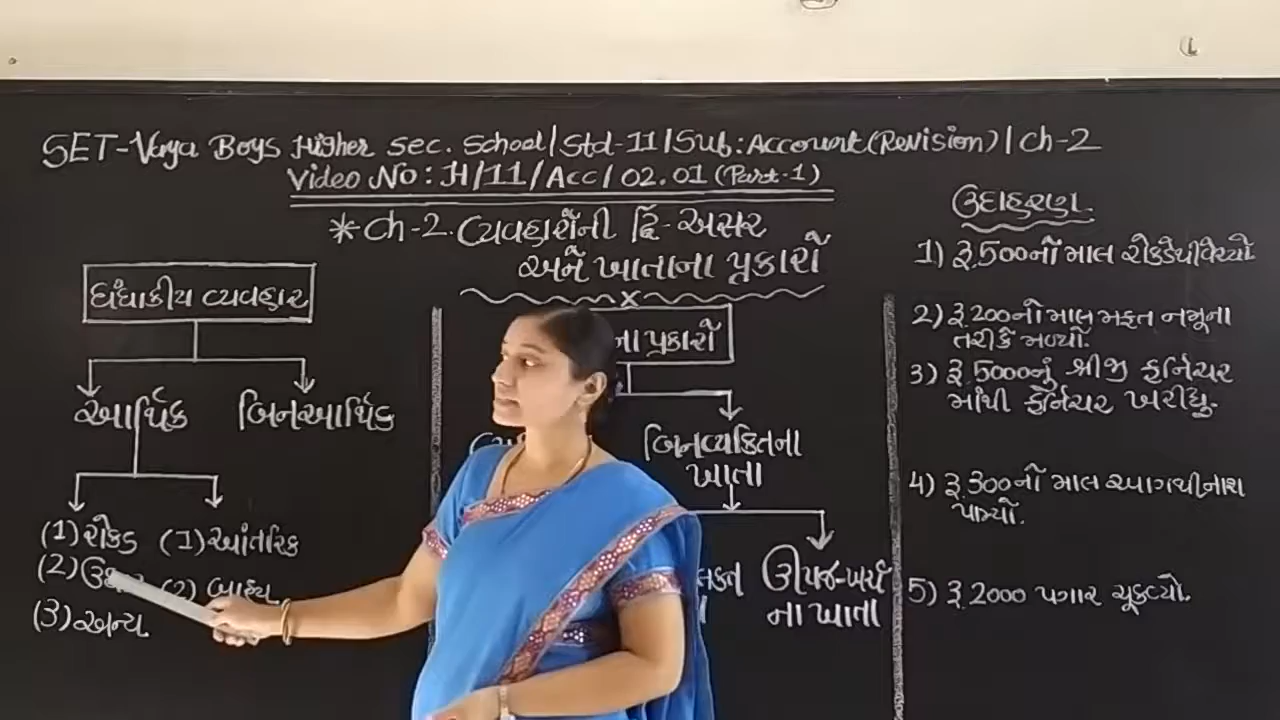 SET-Vaya Boys Higher Sec. School/Std-11/Sub:Account(Revision)/Ch-2
Video No: H/11/Acc/02.01 (Part-1)
*Ch-2. વ્યવહારોની દ્વિ-અસર
અને ખાતાના પ્રકારો
ધંધાકીય વ્યવહાર
આર્થિક
બિનઆર્થિક
(1) રોકડ
(2)
(3) અન્ય
(1) આંતરિક
(2) બાહ્ય
ના પ્રકારો
બિનવ્યકિતના
ખાતા
ઊપજ-ખર્ચ
ના ખાતા
ઉદાહરણ
1) રૂ.500નો માલ રોકડેથી વેચ્યો.
2) રૂ 200નો માલ મફત નમૂના
તરીકે મળ્યો.
3) રૂ.5000નું શ્રીજી ફર્નિચર
માંથી ફર્નિચર ખરીધુ.
4) રૂ.300નો માલ આગથી નાશ
પામ્યો.
5) રૂ.2000 પગાર ચૂકવ્યો.